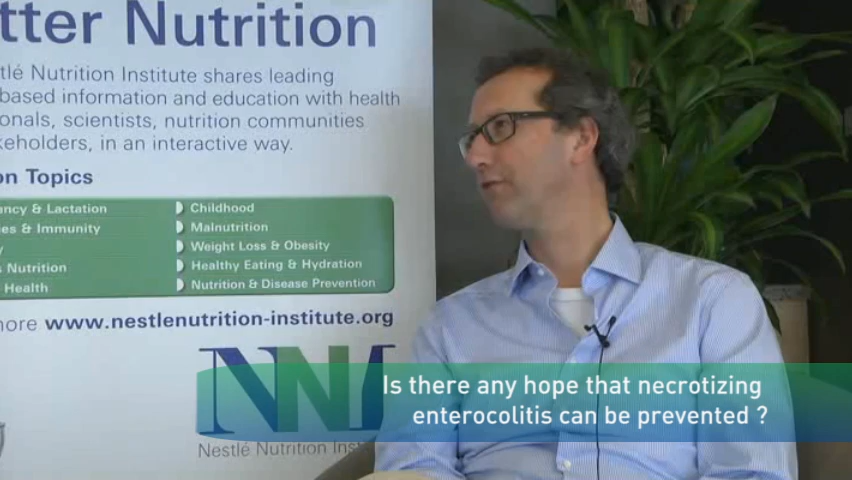 tter Nutrition
tlé Nutrition Institute shares leading
based information and education with health
onals, scientists, nutrition communities
keholders, in an interactive way.
on Topics
ancy & Lactation
es & Immunity
y
s Nutrition
Health
Childhood
Malnutrition
Weight Loss & Obesity
Healthy Eating & Hydration
Nutrition & Disease Prevention
ore www.nestlenutrition-institute.org
NNI
Nestlé Nutrition Inst
Is there any hope that necrotizing
enterocolitis can be prevented ?